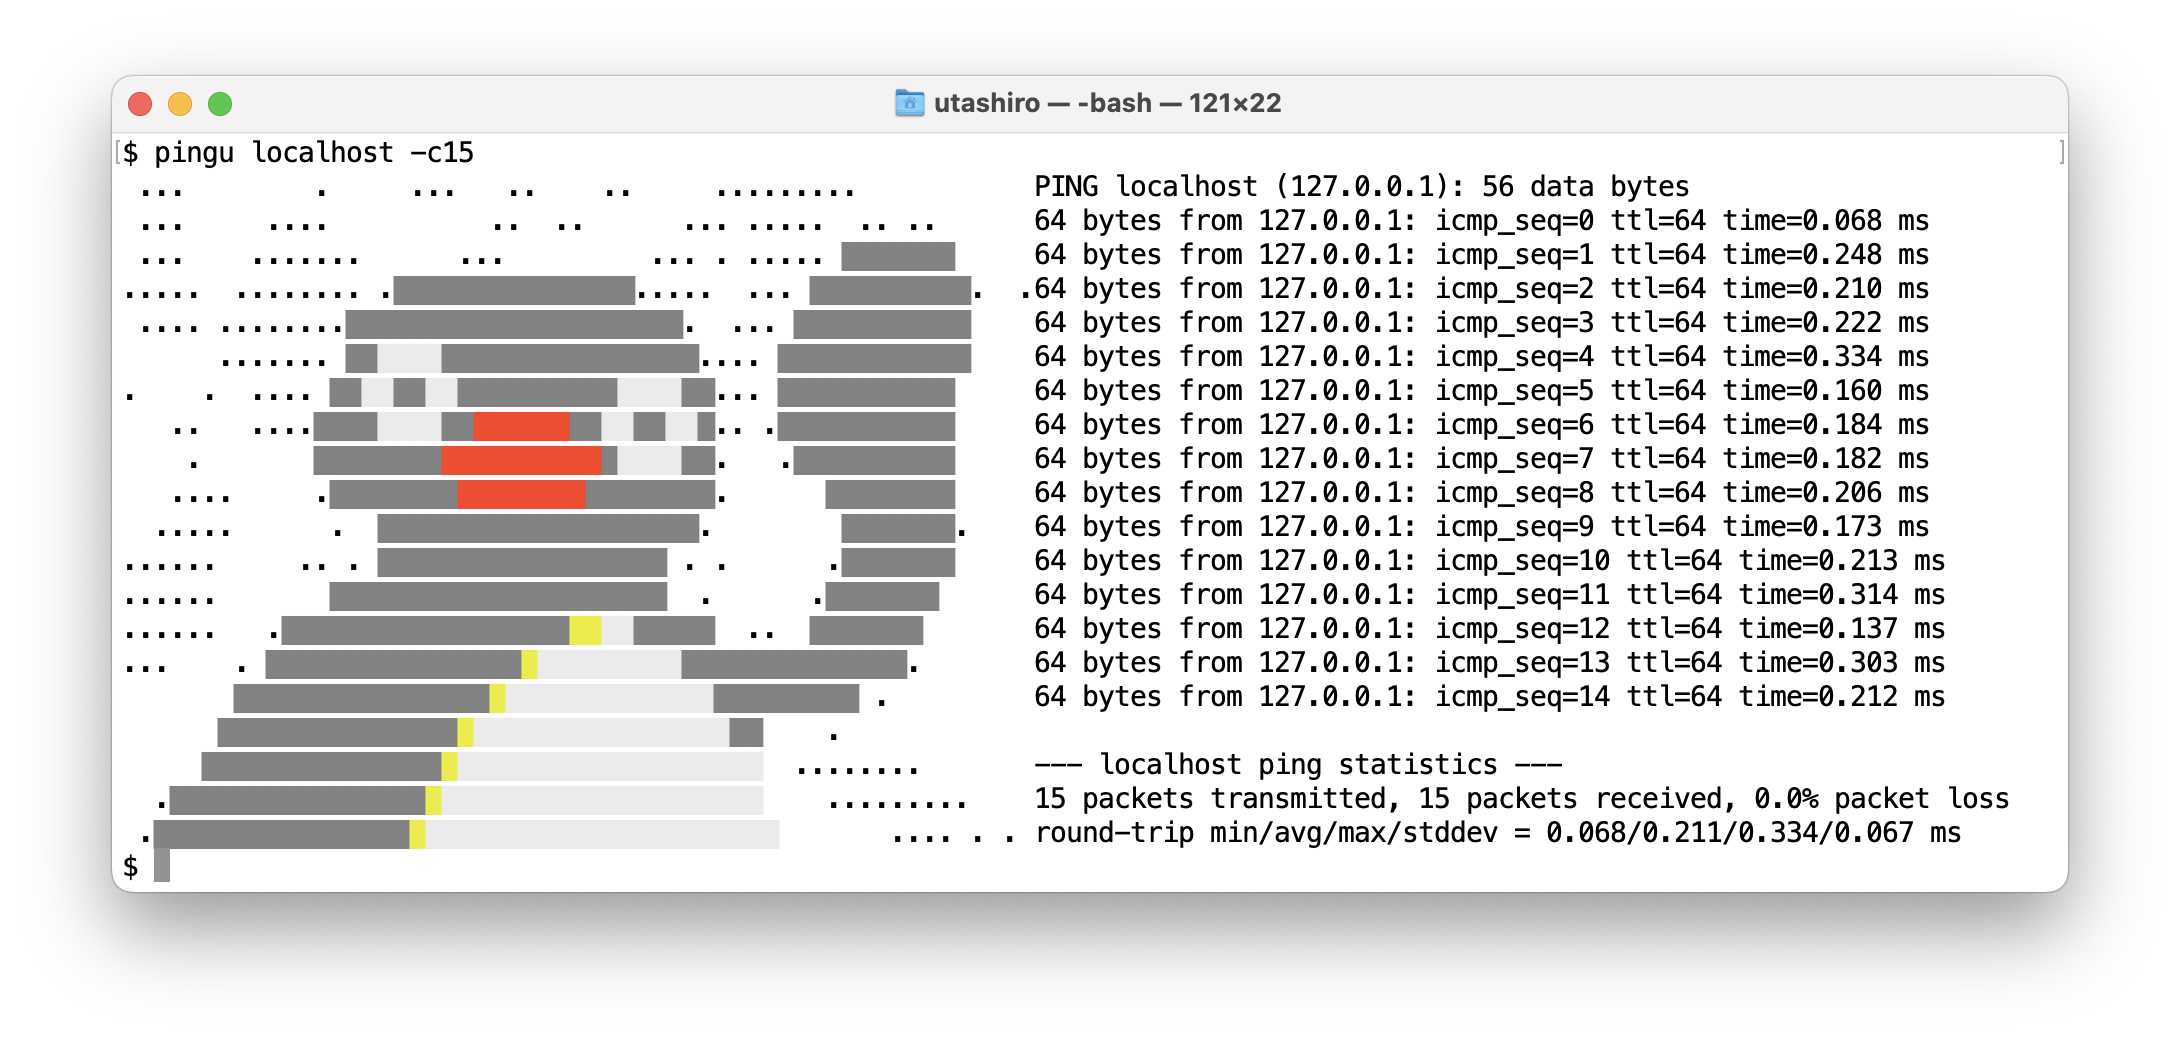 utashiro — -bash — 121×22
$ pingu localhost -c15
PING localhost (127.0.0.1): 56 data bytes
64 bytes from 127.0.0.1: icmp_seq=0 ttl=64 time=0.068 ms
64 bytes from 127.0.0.1: icmp_seq=1 ttl=64 time=0.248 ms
64 bytes from 127.0.0.1: icmp_seq=2 ttl=64 time=0.210 ms
64 bytes from 127.0.0.1: icmp_seq=3 ttl=64 time=0.222 ms
64 bytes from 127.0.0.1: icmp_seq=4 ttl=64 time=0.334 ms
64 bytes from 127.0.0.1: icmp_seq=5 ttl=64 time=0.160 ms
64 bytes from 127.0.0.1: icmp_seq=6 ttl=64 time=0.184 ms
64 bytes from 127.0.0.1: icmp_seq=7 ttl=64 time=0.182 ms
64 bytes from 127.0.0.1: icmp_seq=8 ttl=64 time=0.206 ms
64 bytes from 127.0.0.1: icmp_seq=9 ttl=64 time=0.173 ms
64 bytes from 127.0.0.1: icmp_seq=10 ttl=64 time=0.213 ms
64 bytes from 127.0.0.1: icmp_seq=11 ttl=64 time=0.314 ms
64 bytes from 127.0.0.1: icmp_seq=12 ttl=64 time=0.137 ms
64 bytes from 127.0.0.1: icmp_seq=13 ttl=64 time=0.303 ms
64 bytes from 127.0.0.1: icmp_seq=14 ttl=64 time=0.212 ms
--- localhost ping statistics ---
15 packets transmitted, 15 packets received, 0.0% packet loss
round-trip min/avg/max/stddev = 0.068/0.211/0.334/0.067 ms
$